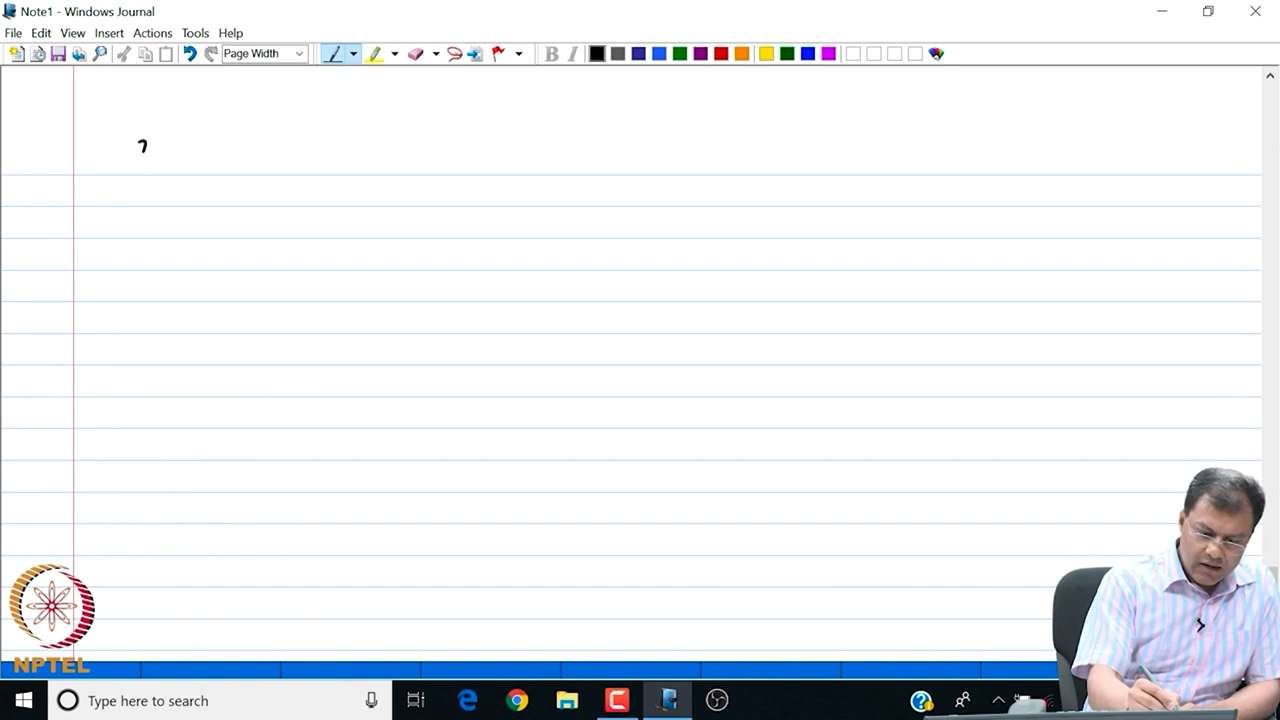 Note1 - Windows Journal
File Edit View Insert Actions Tools Help
Page Width B I
NPTEL
Type here to search